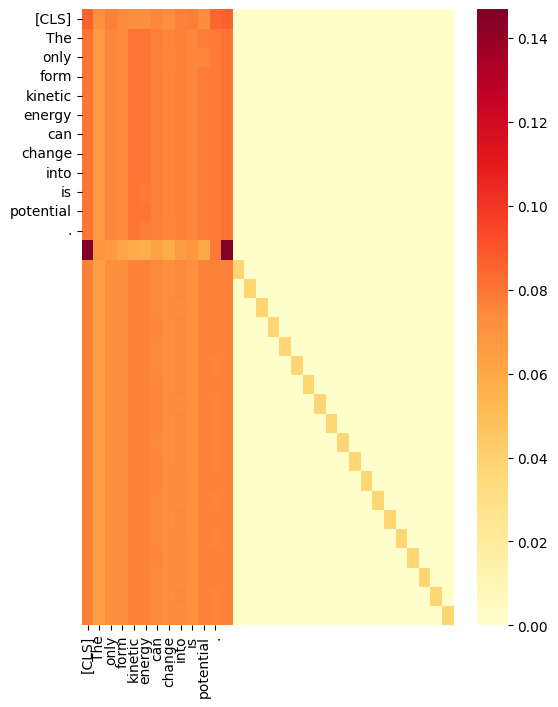 [CLS]
The
only
form
kinetic
energy
can
change
into
is
potential
.
[CLS]
The
only
form
kinetic
energy
can
change
into
is
potential
.
0.14
0.12
0.10
0.08
0.06
0.04
0.02
0.00